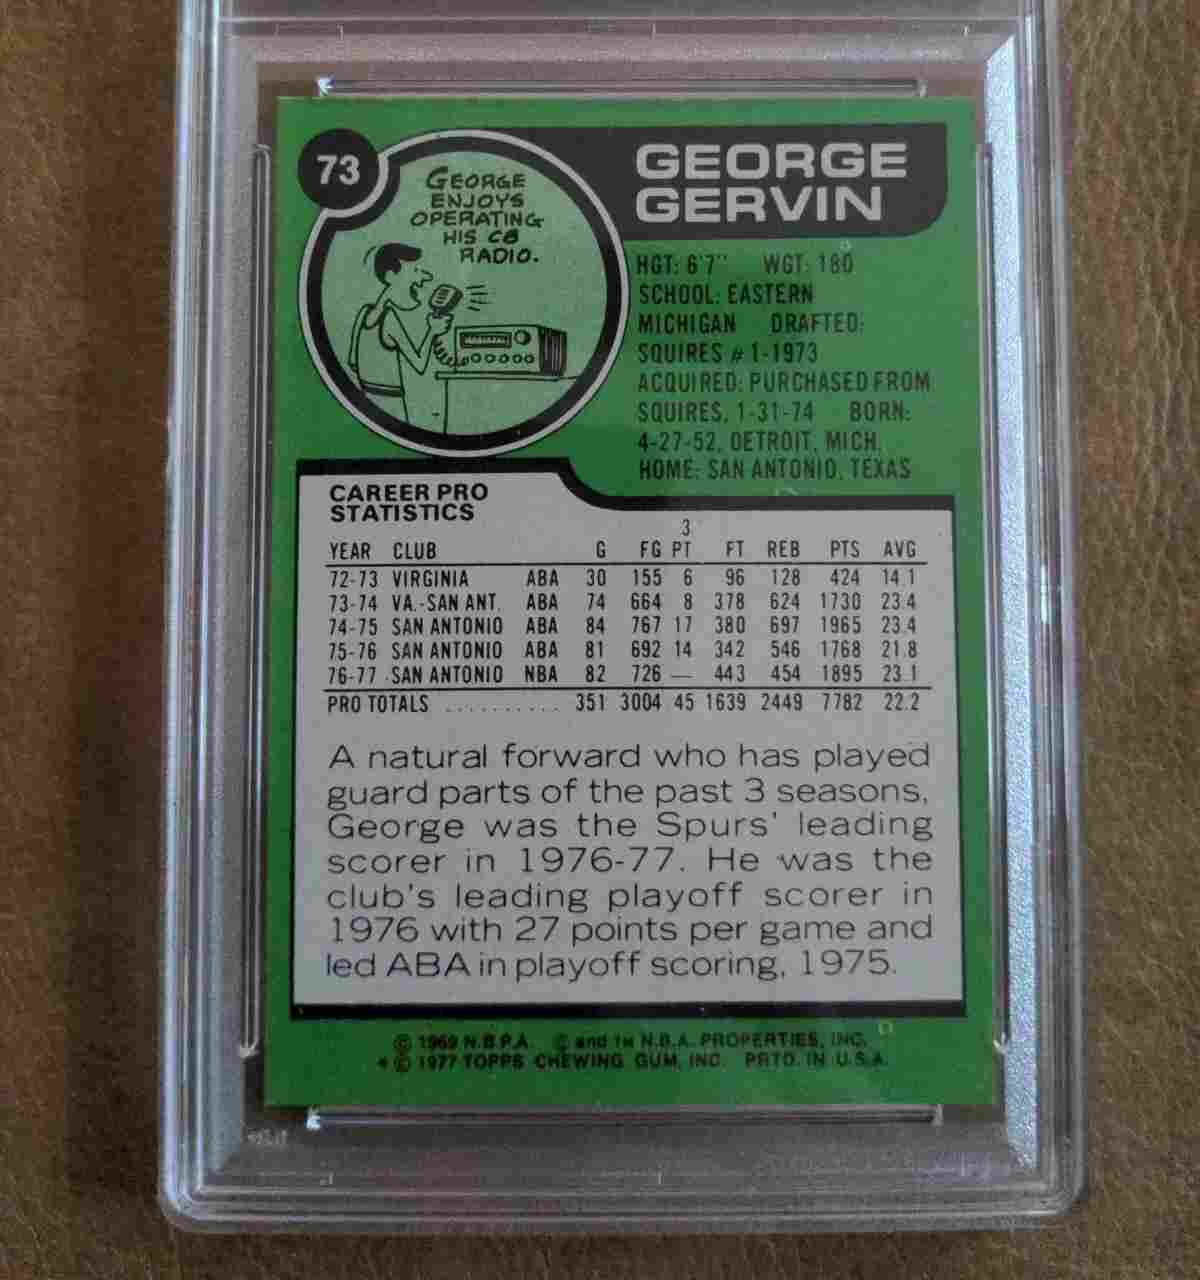 73
GEORGE
ENJOYS
OPERATING
HIS CB
RADIO.
GEORGE
GERVIN
HGT: 6'7" WGT: 180
SCHOOL: EASTERN
MICHIGAN DRAFTED:
SQUIRES #1-1973
ACQUIRED: PURCHASED FROM
SQUIRES, 1-31-74 BORN:
4-27-52, DETROIT, MICH.
HOME: SAN ANTONIO, TEXAS
CAREER PRO
STATISTICS
3
YEAR CLUB G FG PT FT REB PTS AVG
72-73 VIRGINIA ABA 30 155 6 96 128 424 14.1
73-74 VA.-SAN ANT. ABA 74 664 8 378 624 1730 23.4
74-75 SAN ANTONIO ABA 84 767 17 380 697 1965 23.4
75-76 SAN ANTONIO ABA 81 692 14 342 546 1768 21.8
76-77 SAN ANTONIO NBA 82 726 — 443 454 1895 23.1
PRO TOTALS .......... 351 3004 45 1639 2449 7782 22.2
A natural forward who has played
guard parts of the past 3 seasons,
George was the Spurs' leading
scorer in 1976-77. He was the
club's leading playoff scorer in
1976 with 27 points per game and
led ABA in playoff scoring, 1975.
© 1969 N.B.P.A. © and TM N.B.A. PROPERTIES, INC.
* © 1977 TOPPS CHEWING GUM, INC. PRTD. IN U.S.A.